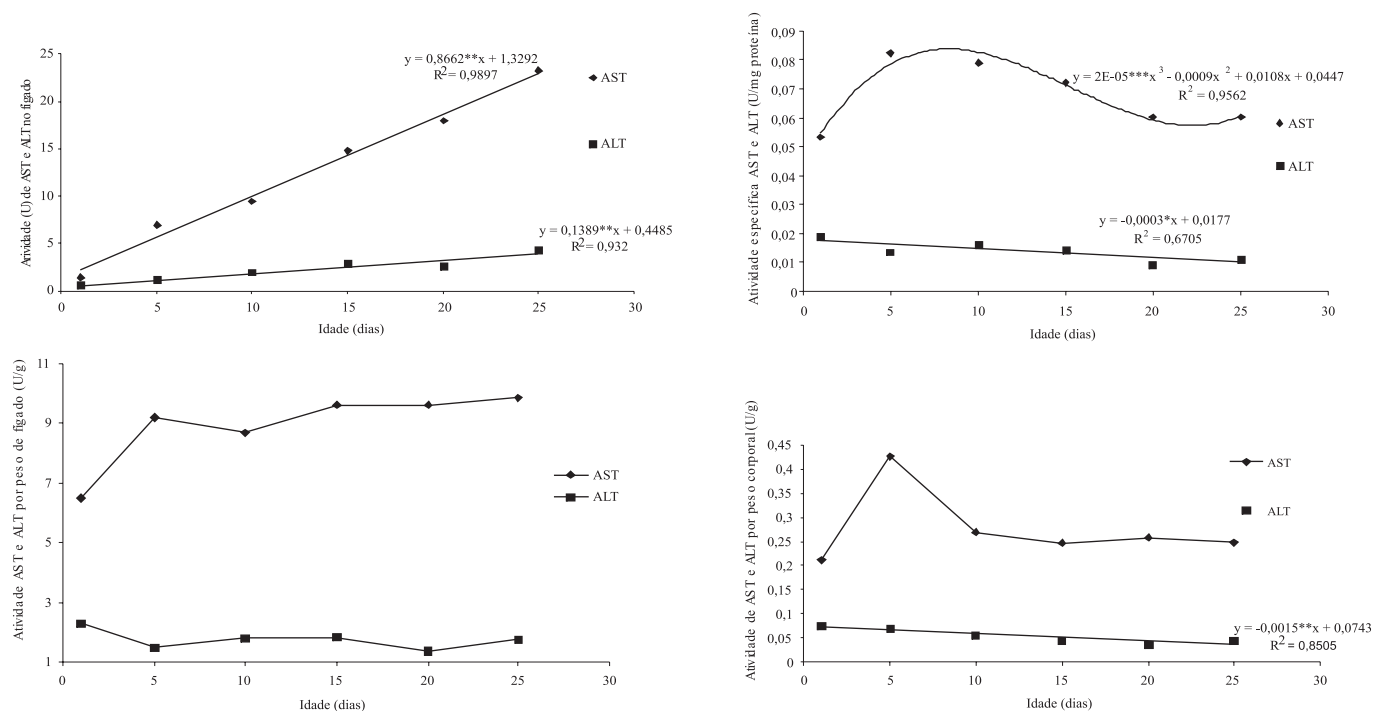 Atividade (U) de AST e ALT no fígado
25
20
15
10
5
0
0 5 10 15 20 25 30
Idade (dias)
y = 0,8662**x + 1,3292
R2 = 0,9897
AST
ALT
y = 0,1389**x + 0,4485
R2 = 0,932
Atividade específica AST e ALT (U/mg proteína)
0,09
0,08
0,07
0,06
0,05
0,04
0,03
0,02
0,01
0
0 5 10 15 20 25 30
Idade (dias)
y = 2E-05***x3 - 0,0009x2 + 0,0108x + 0,0447
R2 = 0,9562
AST
ALT
y = -0,0003*x + 0,0177
R2 = 0,6705
Atividade AST e ALT por peso de fígado (U/g)
11
9
7
5
3
1
0 5 10 15 20 25 30
Idade (dias)
AST
ALT
Atividade de AST e ALT por peso corporal (U/g)
0,45
0,4
0,35
0,3
0,25
0,2
0,15
0,1
0,05
0
0 5 10 15 20 25 30
Idade (dias)
AST
ALT
y = -0,0015**x + 0,0743
R2 = 0,8505